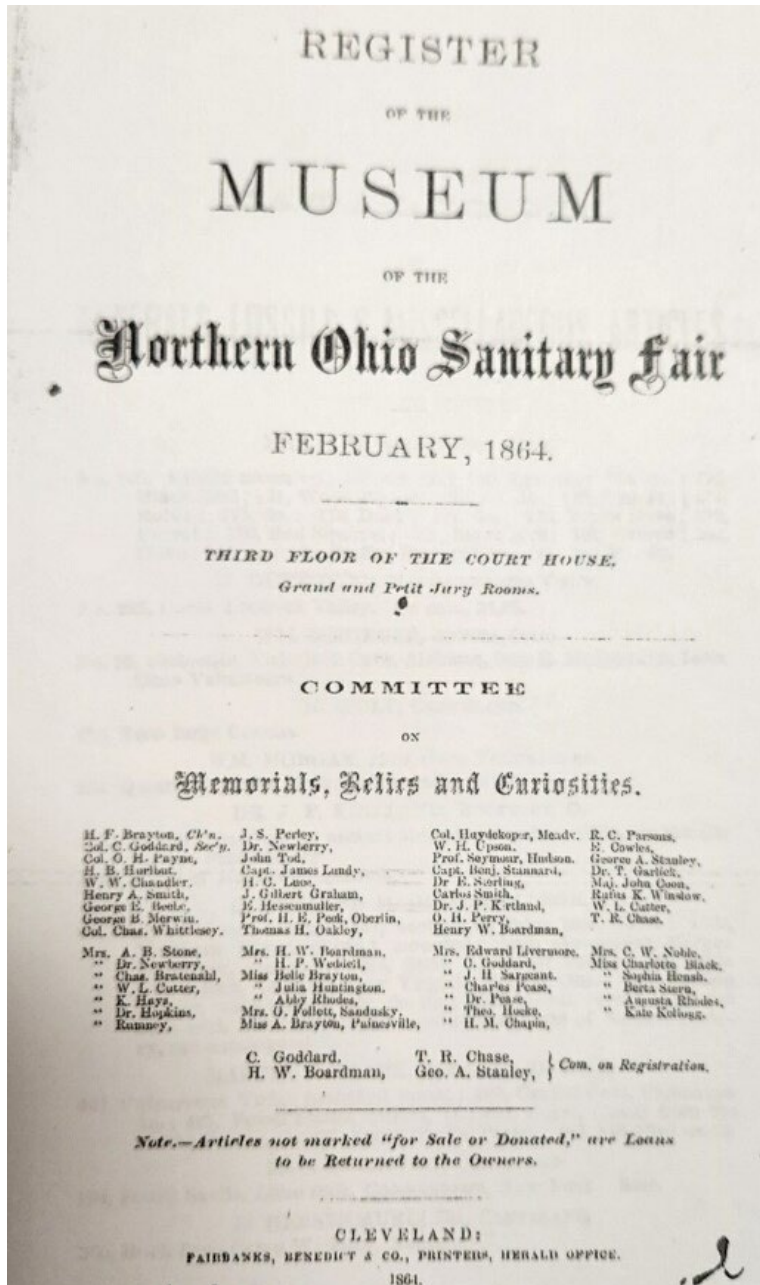 REGISTER
OF THE
MUSEUM
OF THE
Northern Ohio Sanitary Fair
FEBRUARY, 1864.
THIRD FLOOR OF THE COURT HOUSE,
Grand and Petit Jury Rooms.
COMMITTEE
ON
Memorials, Relics and Curiosities.
H. F. Brayton, Ch'n.
Col. C. Goddard, Sec'y.
Col. O. H. Payne,
H. B. Hurlbut.
W. W. Chandler.
Henry A. Smith,
George E.
George B. Merwin.
Col. Chas. Whittlesey.
J. S. Perley,
Dr. Newberry,
John Tod,
Capt. James Lundy,
H. C. Luce,
J. Gilbert Graham,
E. Hessenmuller,
Prof. H. E. Peck, Oberlin,
Thomas H. Oakley,
Col. Huydekoper, Meadv.
W. H. Upson.
Prof. Seymour, Hudson.
Capt. Benj. Stannard,
Dr E. Sterling,
Carlos Smith.
Dr. J. P. Kirtland,
O. H. Perry,
Henry W. Boardman,
R. C. Parsons,
E. Cowles,
George A. Stanley,
Dr. T. Garlick,
Maj. John Coon,
Rufus K. Winslow,
W. L. Cutter,
T. R. Chase.
Mrs. A. B. Stone,
" Dr. Newberry,
" Chas. Bratenahl,
" W. L. Cutter,
" K. Hays,
" Dr. Hopkins,
" Rumney,
Mrs. H. W. Boardman,
" H. P. Weddell,
Miss Belle Brayton,
" Julia Huntington,
" Abby Rhodes,
Mrs. O. Follett, Sandusky,
Miss A. Brayton, Painesville,
Mrs. Edward Livermore,
" C. Goddard,
" J. H Sargeant.
" Charles Pease,
" Dr. Pease,
" Theo.
" H. M. Chapin,
Mrs. C. W. Noble,
Miss Charlotte Black,
" Sophia Hensh.
" Berta Stern,
" Augusta Rhodes,
" Kate Kellogg.
C. Goddard.
H. W. Boardman,
T. R. Chase,
Geo. A. Stanley,
Com. on Registration.
Note.—Articles not marked "for Sale or Donated," are Loans
to be Returned to the Owners.
CLEVELAND:
FAIRBANKS, BENEDICT & CO., PRINTERS, HERALD OFFICE.
1864.